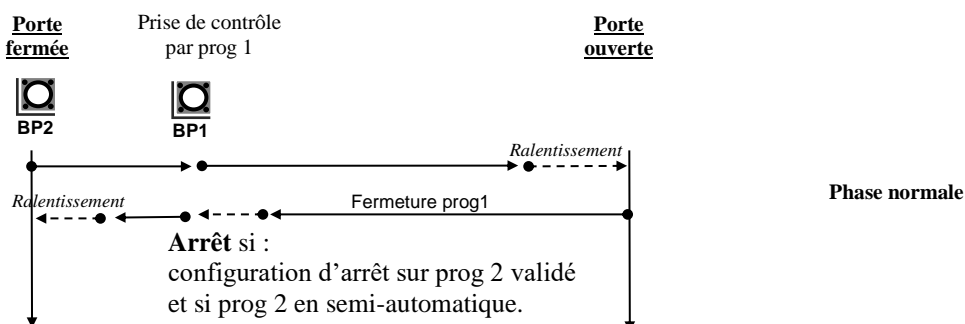 Porte
fermée
Prise de contrôle
par prog 1
Porte
ouverte
BP2
BP1
Ralentissement
Ralentissement
Fermeture prog1
Phase normale
Arrêt si :
configuration d'arrêt sur prog 2 validé
et si prog 2 en semi-automatique.